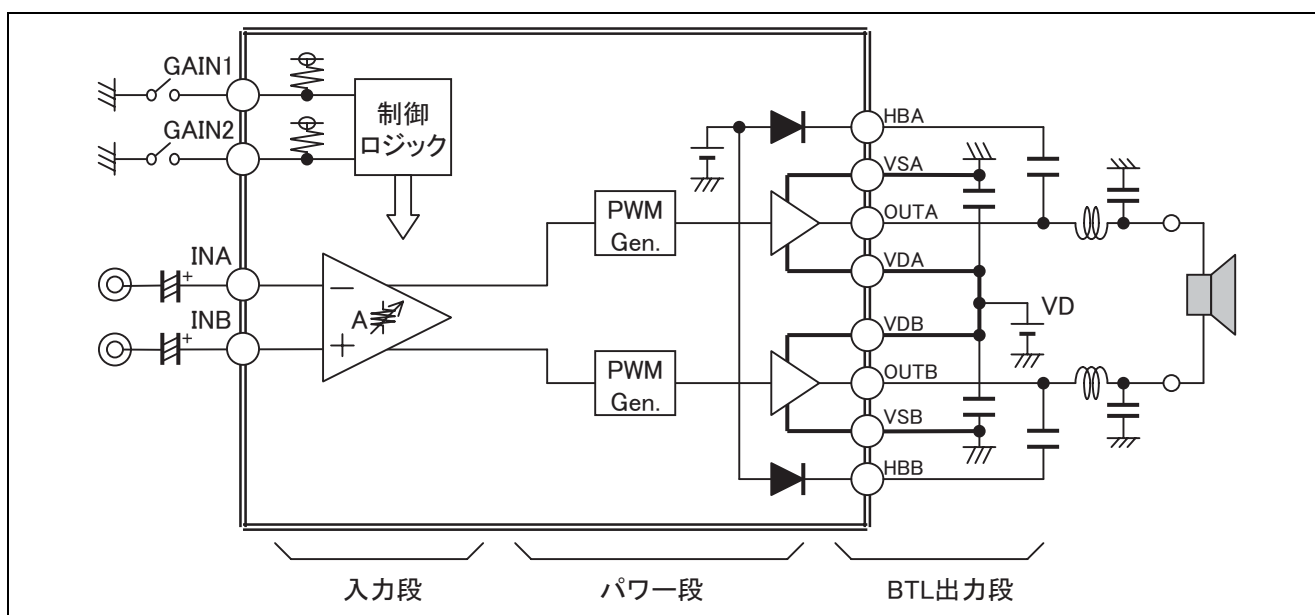 GAIN1
GAIN2
制御
ロジック
INA
INB
A
−
+
+
+
PWM
Gen.
PWM
Gen.
HBA
VSA
OUTA
VDA
VD
VDB
OUTB
VSB
HBB
入力段
パワー段
BTL出力段